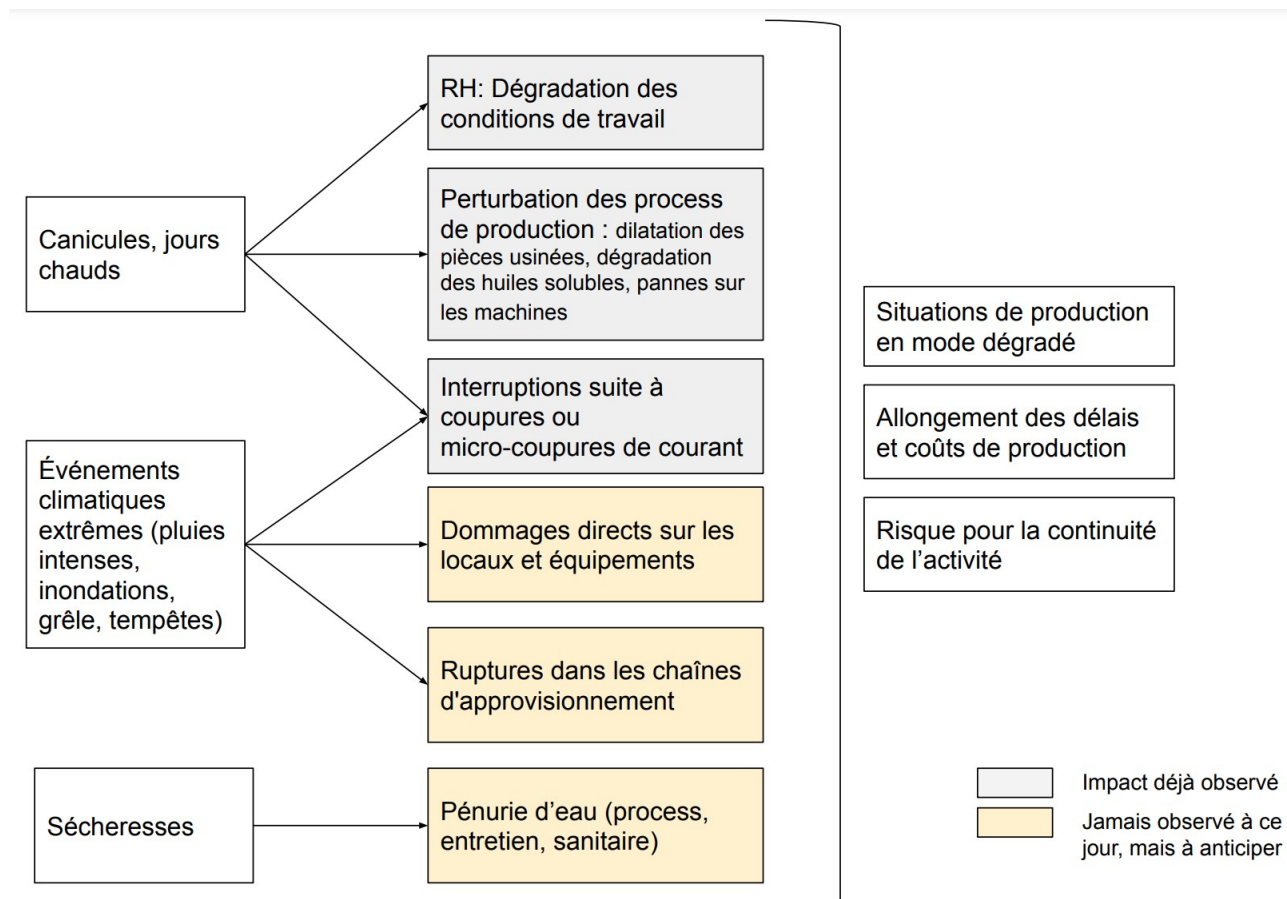 RH: Dégradation des
conditions de travail
Perturbation des process
de production : dilatation des
pièces usinées, dégradation
des huiles solubles, pannes sur
les machines
Canicules, jours
chauds
Interruptions suite à
coupures ou
micro-coupures de courant
Événements
climatiques
extrêmes (pluies
intenses,
inondations,
grêle, tempêtes)
Dommages directs sur les
locaux et équipements
Ruptures dans les chaînes
d'approvisionnement
Sécheresses
Pénurie d’eau (process,
entretien, sanitaire)
Situations de production
en mode dégradé
Allongement des délais
et coûts de production
Risque pour la continuité
de l’activité
Impact déjà observé
Jamais observé à ce
jour, mais à anticiper